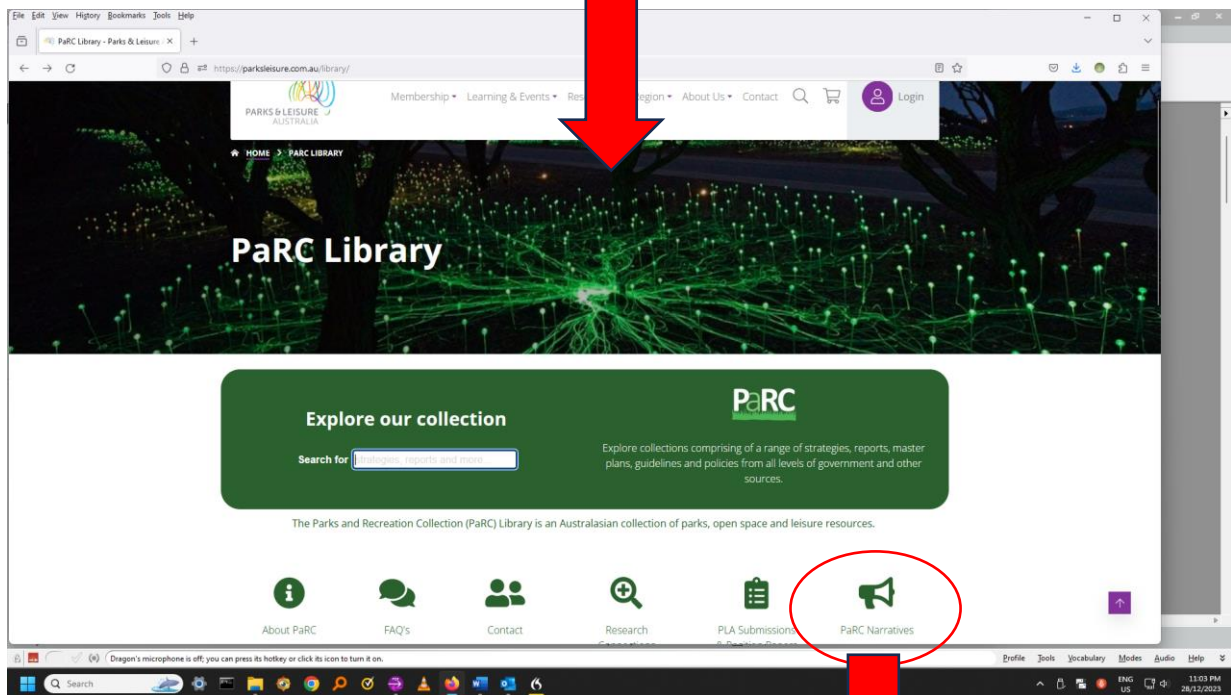 File Edit View History Bookmarks Tools Help
PaRC Library - Parks & Leisure
https://parksleisure.com.au/library/
PARKS & LEISURE
AUSTRALIA
Membership Learning & Events Region About Us Contact Login
HOME > PARC LIBRARY
PaRC Library
Explore our collection
Search for strategies, reports and more...
PaRC
Explore collections comprising of a range of strategies, reports, master
plans, guidelines and policies from all levels of government and other
sources.
The Parks and Recreation Collection (PaRC) Library is an Australasian collection of parks, open space and leisure resources.
About PaRC FAQ's Contact Research PLA Submissions PaRC Narratives
Dragon's microphone is off; you can press its hotkey or click its icon to turn it on.
Profile Tools Vocabulary Modes Audio Help
Search
ENG
US
11:03 PM
28/12/2023